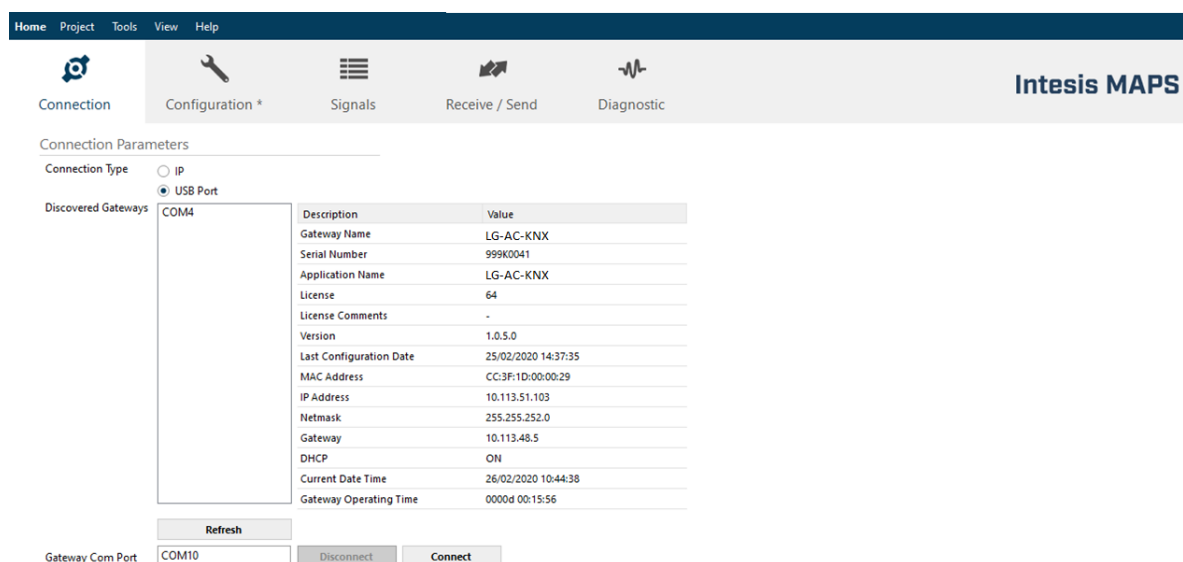 Home Project Tools View Help
Connection Configuration * Signals Receive / Send Diagnostic
Intesis MAPS
Connection Parameters
Connection Type IP
USB Port
Discovered Gateways COM4
Description Value
Gateway Name LG-AC-KNX
Serial Number 999K0041
Application Name LG-AC-KNX
License 64
License Comments -
Version 1.0.5.0
Last Configuration Date 25/02/2020 14:37:35
MAC Address CC:3F:1D:00:00:29
IP Address 10.113.51.103
Netmask 255.255.252.0
Gateway 10.113.48.5
DHCP ON
Current Date Time 26/02/2020 10:44:38
Gateway Operating Time 0000d 00:15:56
Refresh
Gateway Com Port COM10 Disconnect Connect